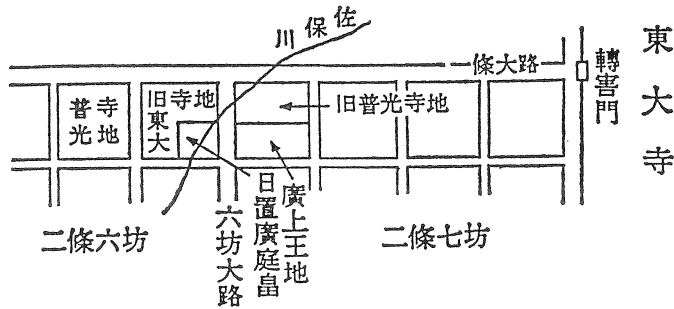 東大寺
轉害門
佐保川
一條大路
旧普光寺地
旧東大寺地
普光寺地
廣上王地
日置廣庭畠
六坊大路
二條六坊
二條七坊